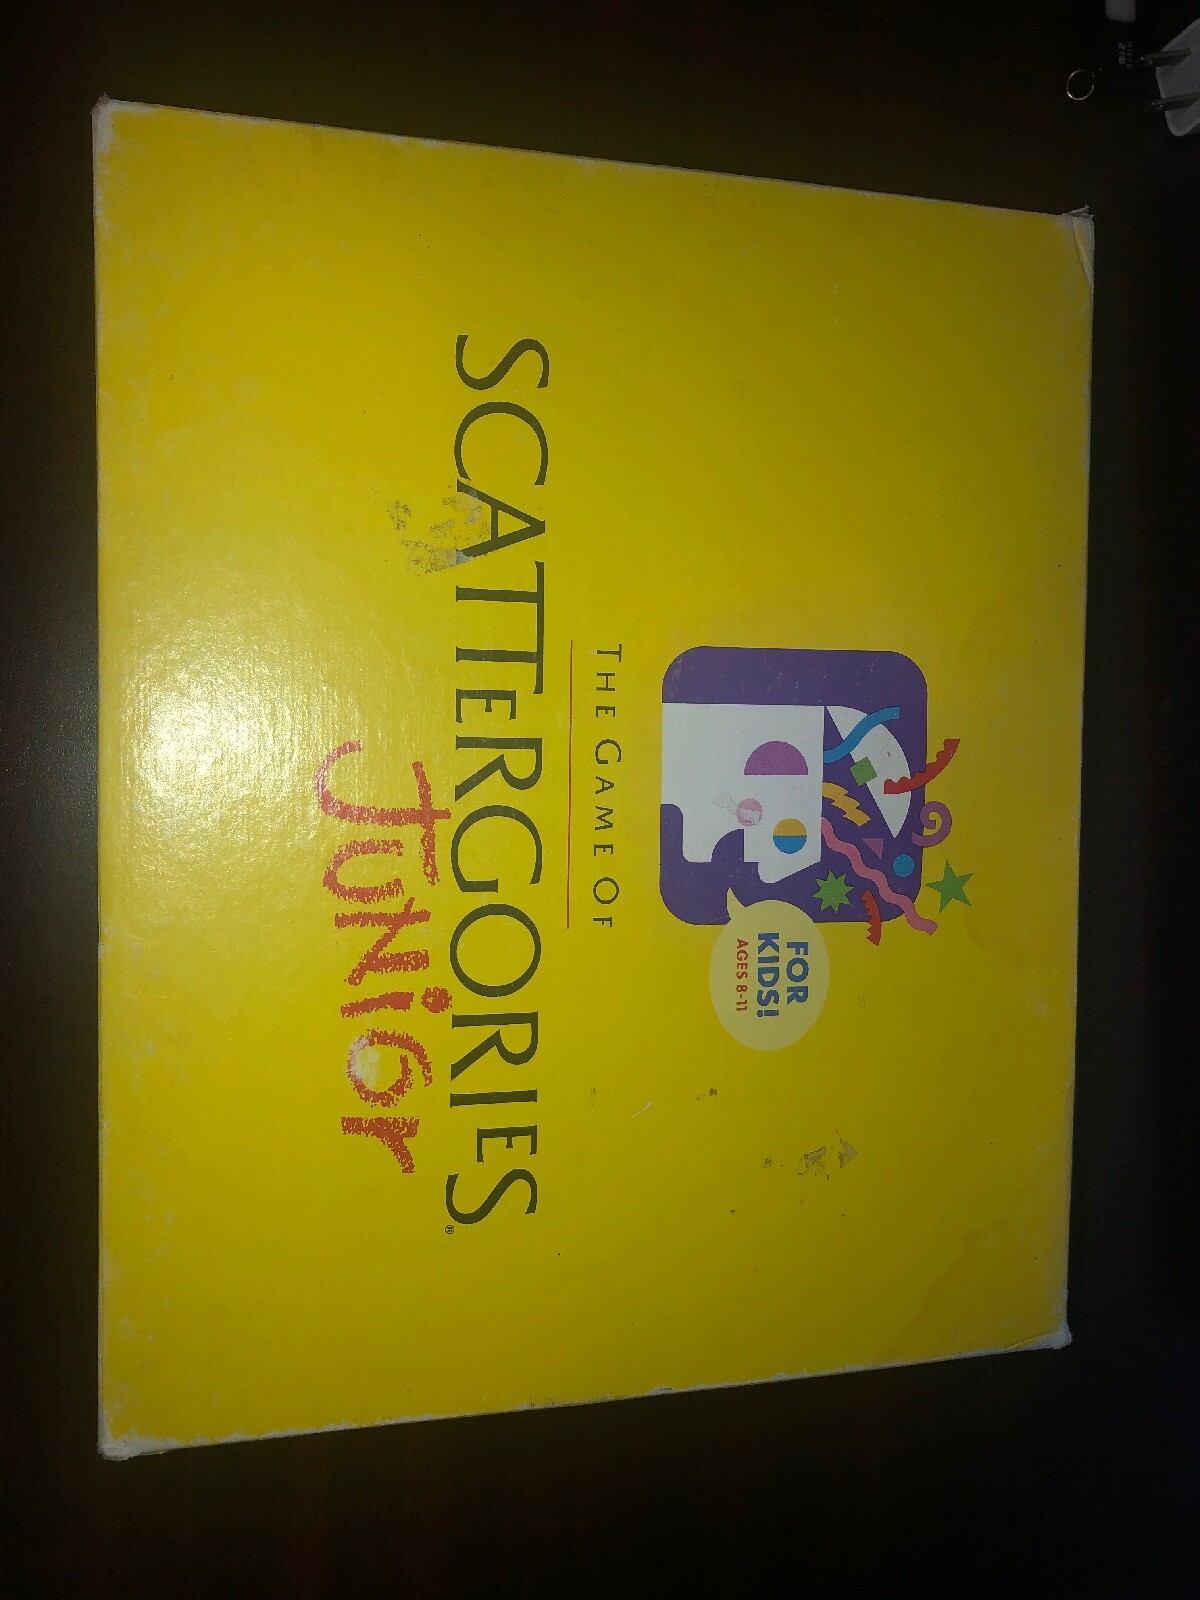 FOR
KIDS!
AGES 8-11
THE GAME OF
SCATTERGORIES®
Junior